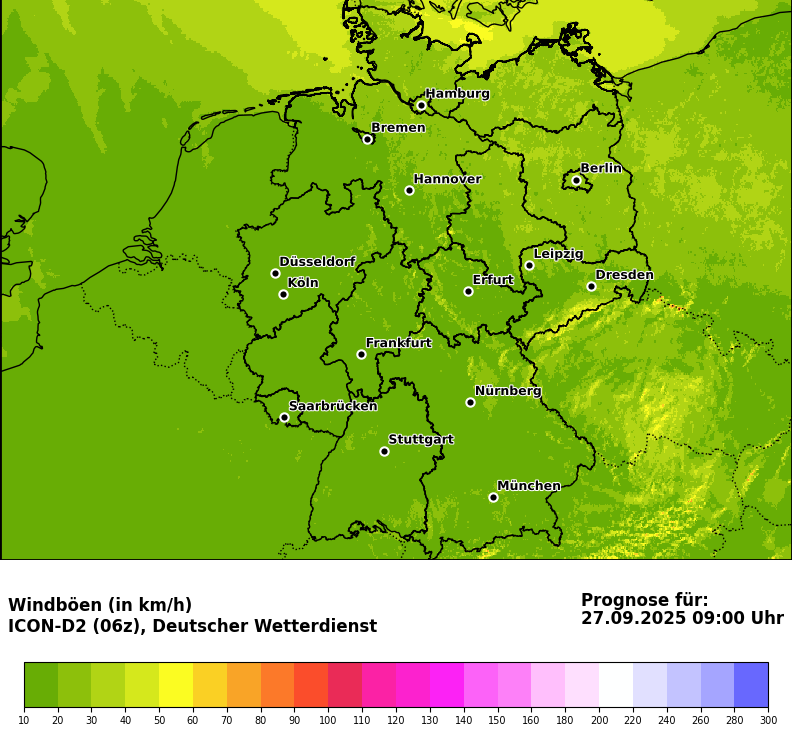 Hamburg
Bremen
Hannover
Berlin
Düsseldorf
Köln
Leipzig
Dresden
Erfurt
Frankfurt
Nürnberg
Saarbrücken
Stuttgart
München
Windböen (in km/h)
ICON-D2 (06z), Deutscher Wetterdienst
Prognose für:
27.09.2025 09:00 Uhr
10 20 30 40 50 60 70 80 90 100 110 120 130 140 150 160 180 200 220 240 260 280 300